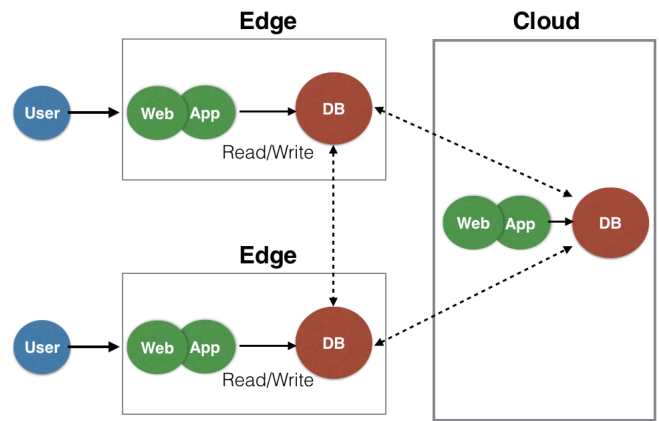 Edge
Cloud
User
Web
App
DB
Read/Write
Web
App
DB
Edge
User
Web
App
DB
Read/Write